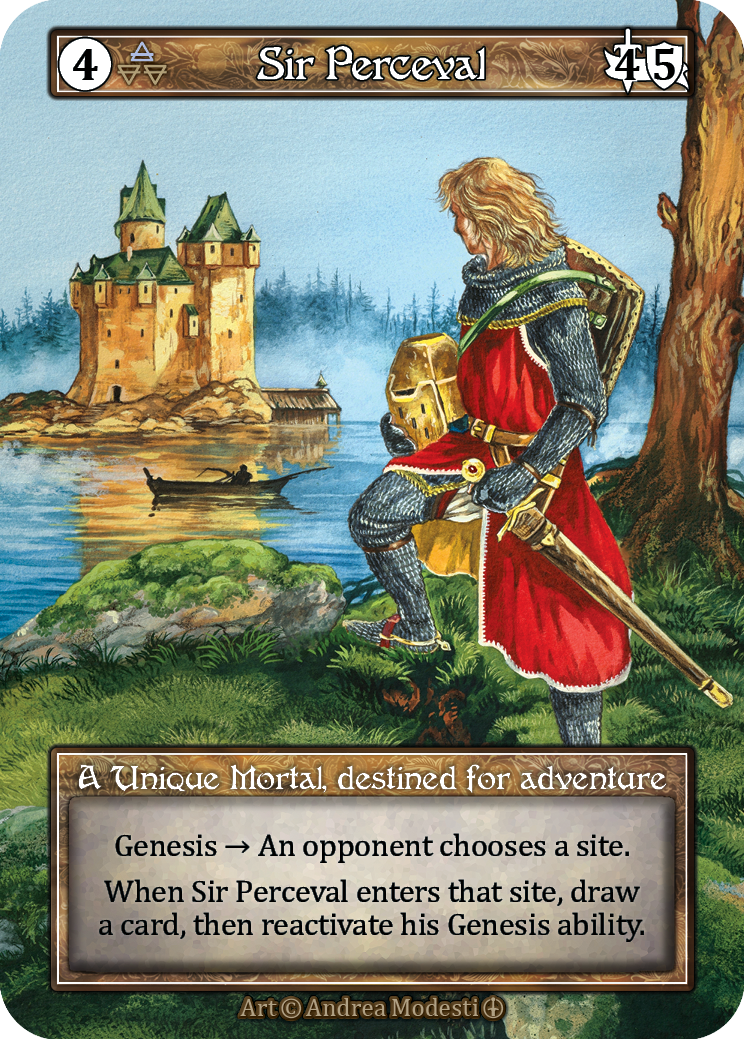 4 Sir Perceval 4 5
A Unique Mortal, destined for adventure
Genesis → An opponent chooses a site.
When Sir Perceval enters that site, draw
a card, then reactivate his Genesis ability.
Art © Andrea Modesti